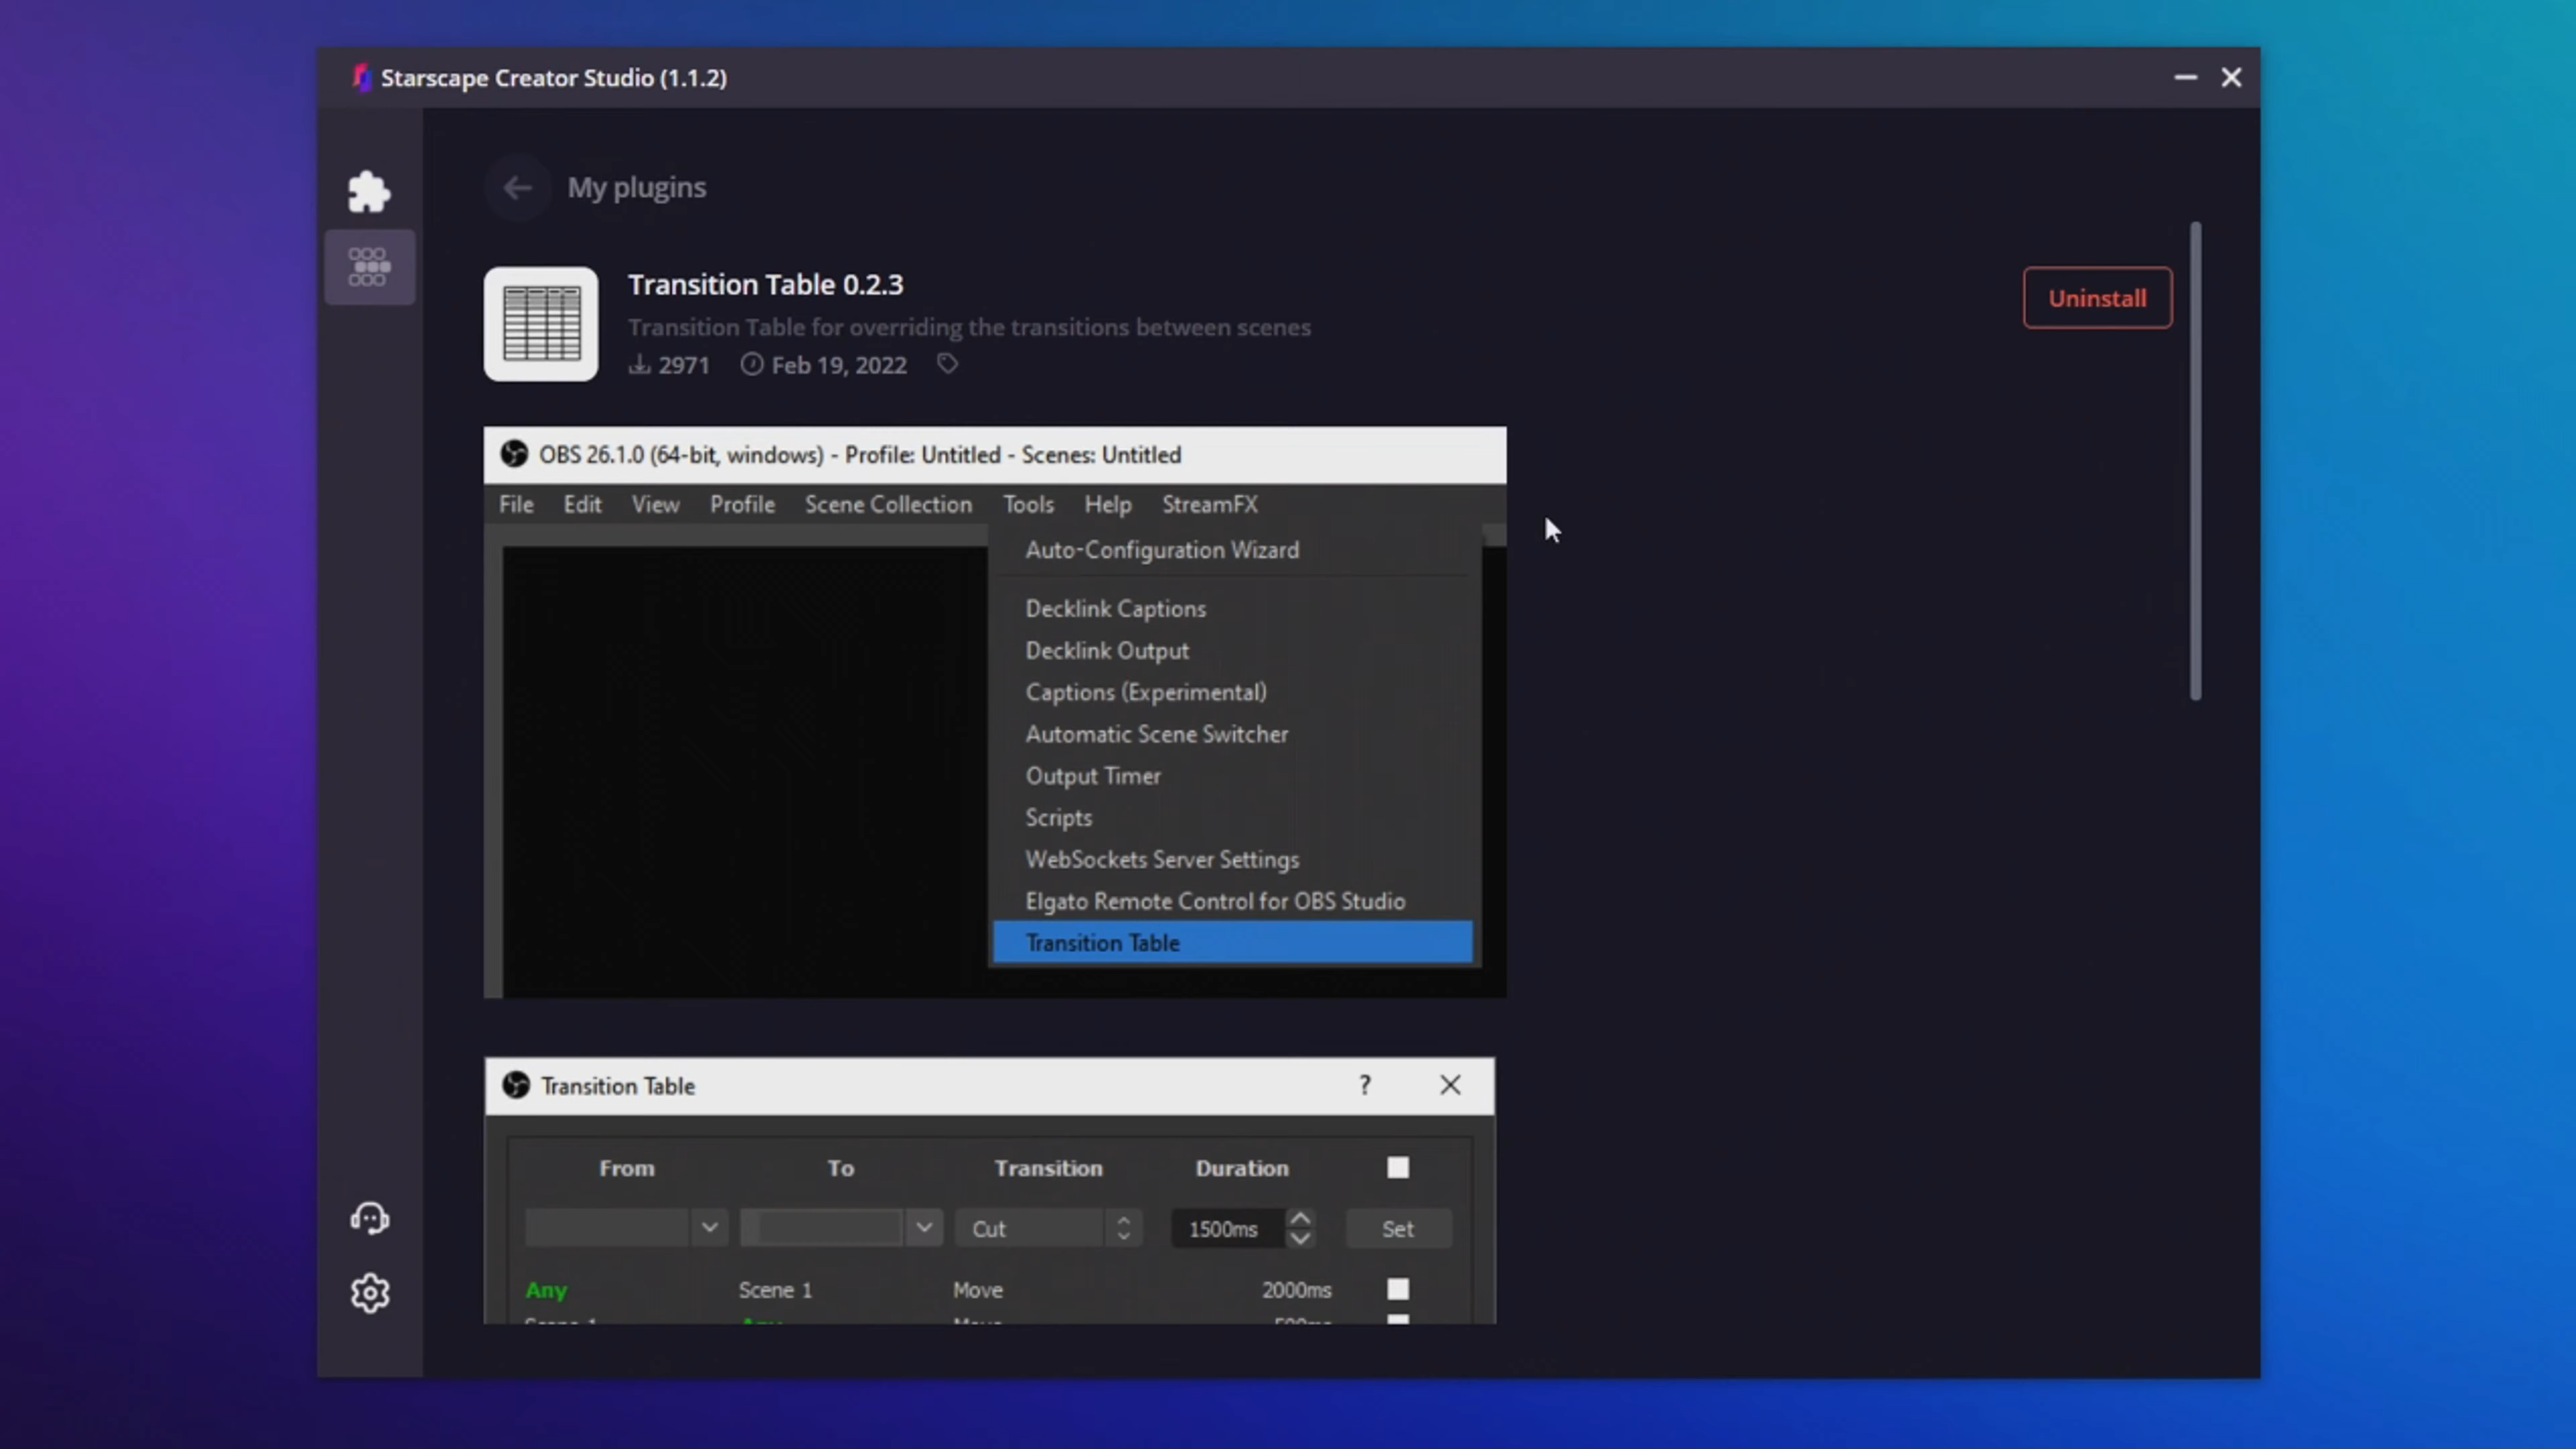 Starscape Creator Studio (1.1.2)
My plugins
Transition Table 0.2.3
Uninstall
Transition Table for overriding the transitions between scenes
2971 Feb 19, 2022
OBS 26.1.0 (64-bit, windows) - Profile: Untitled - Scenes: Untitled
File Edit View Profile Scene Collection Tools Help StreamFX
Auto-Configuration Wizard
Decklink Captions
Decklink Output
Captions (Experimental)
Automatic Scene Switcher
Output Timer
Scripts
WebSockets Server Settings
Elgato Remote Control for OBS Studio
Transition Table
Transition Table ?
From To Transition Duration
Cut 1500ms Set
Any Scene 1 Move 2000ms